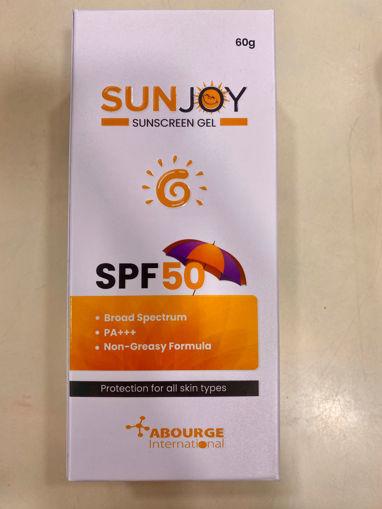 60g
SUNJOY
SUNSCREEN GEL
SPF50
• Broad Spectrum
• PA+++
• Non-Greasy Formula
Protection for all skin types
ABOURGE
International